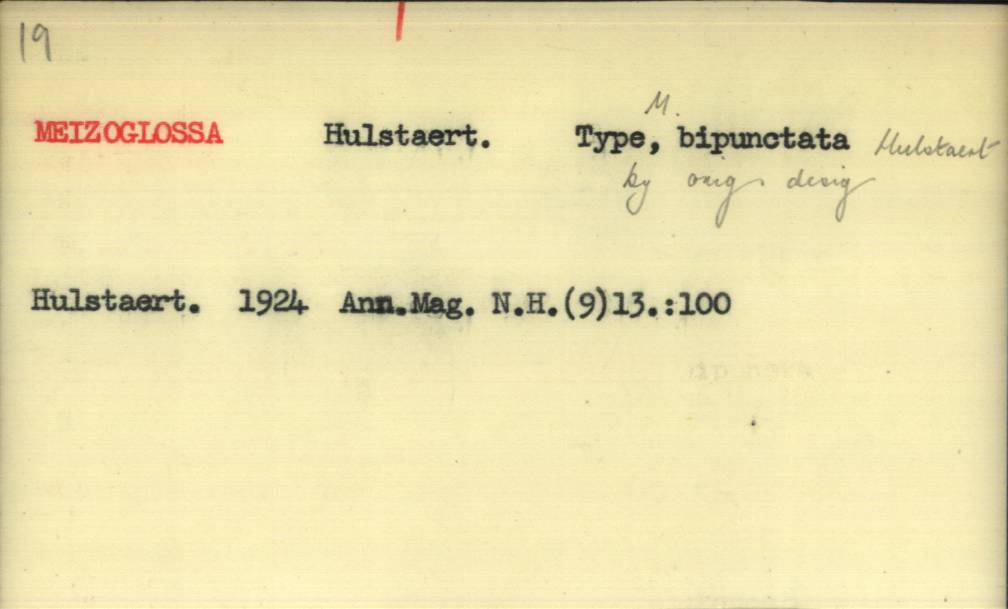 19
M.
MEIZOGLOSSA Hulstaert. Type, bipunctata Hulstaert
by orig. desig
Hulstaert. 1924 Ann.Mag. N.H.(9)13.:100